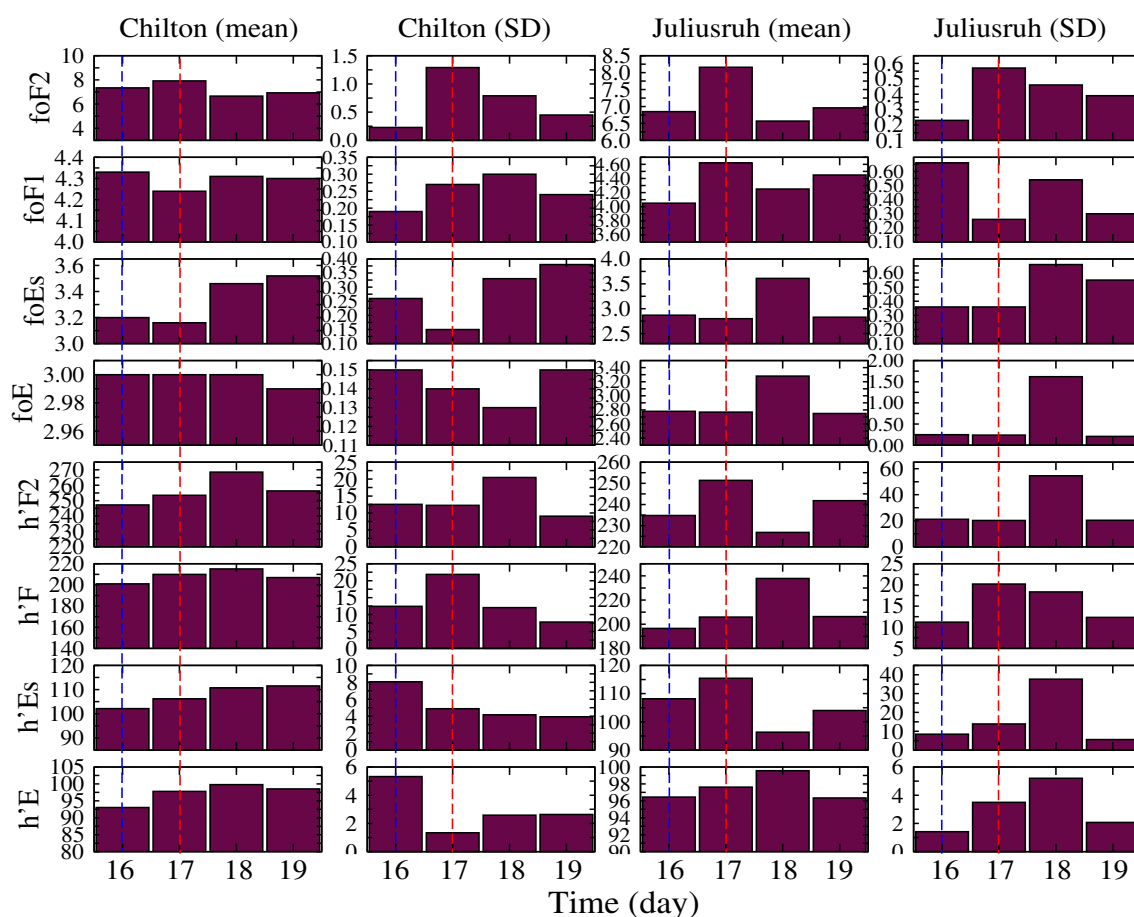 Chilton (mean) Chilton (SD) Juliusruh (mean) Juliusruh (SD)
foF2
10 8 6 4
1.5 1.0 0.5 0.0
8.5 8.0 7.5 7.0 6.5 6.0
0.6 0.5 0.4 0.3 0.2 0.1
foF1
4.4 4.3 4.2 4.1 4.0
0.35 0.30 0.25 0.20 0.15 0.10
4.60 4.40 4.20 4.00 3.80 3.60
0.60 0.50 0.40 0.30 0.20 0.10
foEs
3.6 3.4 3.2 3.0
0.40 0.35 0.30 0.25 0.20 0.15 0.10
4.0 3.5 3.0 2.5
0.60 0.50 0.40 0.30 0.20 0.10
foE
3.00 2.98 2.96
0.15 0.14 0.13 0.12 0.11
3.40 3.20 3.00 2.80 2.60 2.40
2.00 1.50 1.00 0.50 0.00
h'F2
270 260 250 240 230 220
25 20 15 10 5 0
260 250 240 230 220
60 40 20 0
h'F
220 200 180 160 140
25 20 15 10 5 0
240 220 200 180
25 20 15 10 5
h'Es
120 110 100 90
10 8 6 4 2 0
120 110 100 90
40 30 20 10 0
h'E
105 100 95 90 85 80
6 4 2 0
100 98 96 94 92 90
6 4 2 0
16 17 18 19 16 17 18 19 16 17 18 19 16 17 18 19
Time (day)